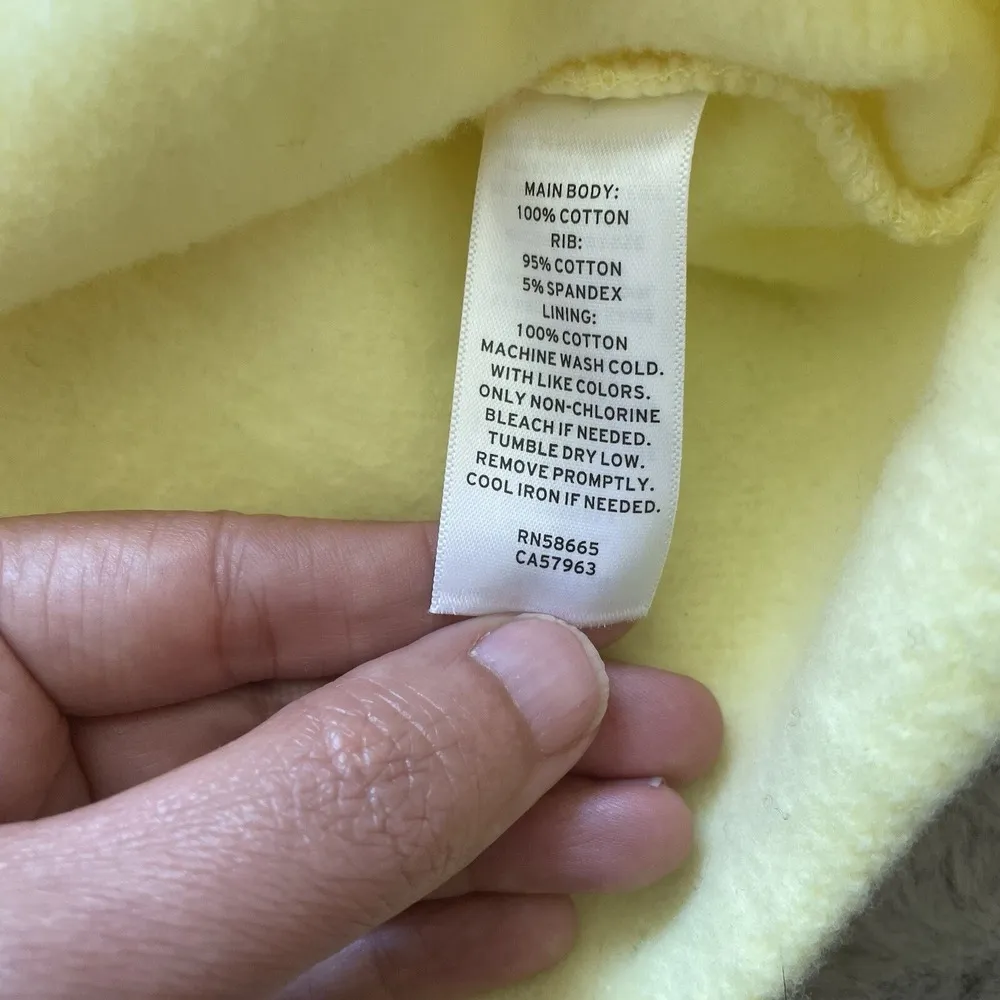 MAIN BODY:
100% COTTON
RIB:
95% COTTON
5% SPANDEX
LINING:
100% COTTON
MACHINE WASH COLD.
WITH LIKE COLORS.
ONLY NON-CHLORINE
BLEACH IF NEEDED.
TUMBLE DRY LOW.
REMOVE PROMPTLY.
COOL IRON IF NEEDED.
RN58665
CA57963